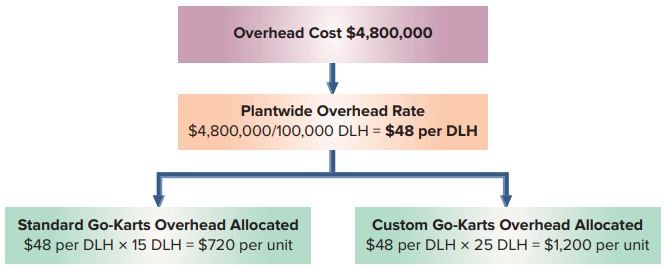 Overhead Cost $4,800,000
Plantwide Overhead Rate
$4,800,000/100,000 DLH = $48 per DLH
Standard Go-Karts Overhead Allocated
$48 per DLH × 15 DLH = $720 per unit
Custom Go-Karts Overhead Allocated
$48 per DLH × 25 DLH = $1,200 per unit